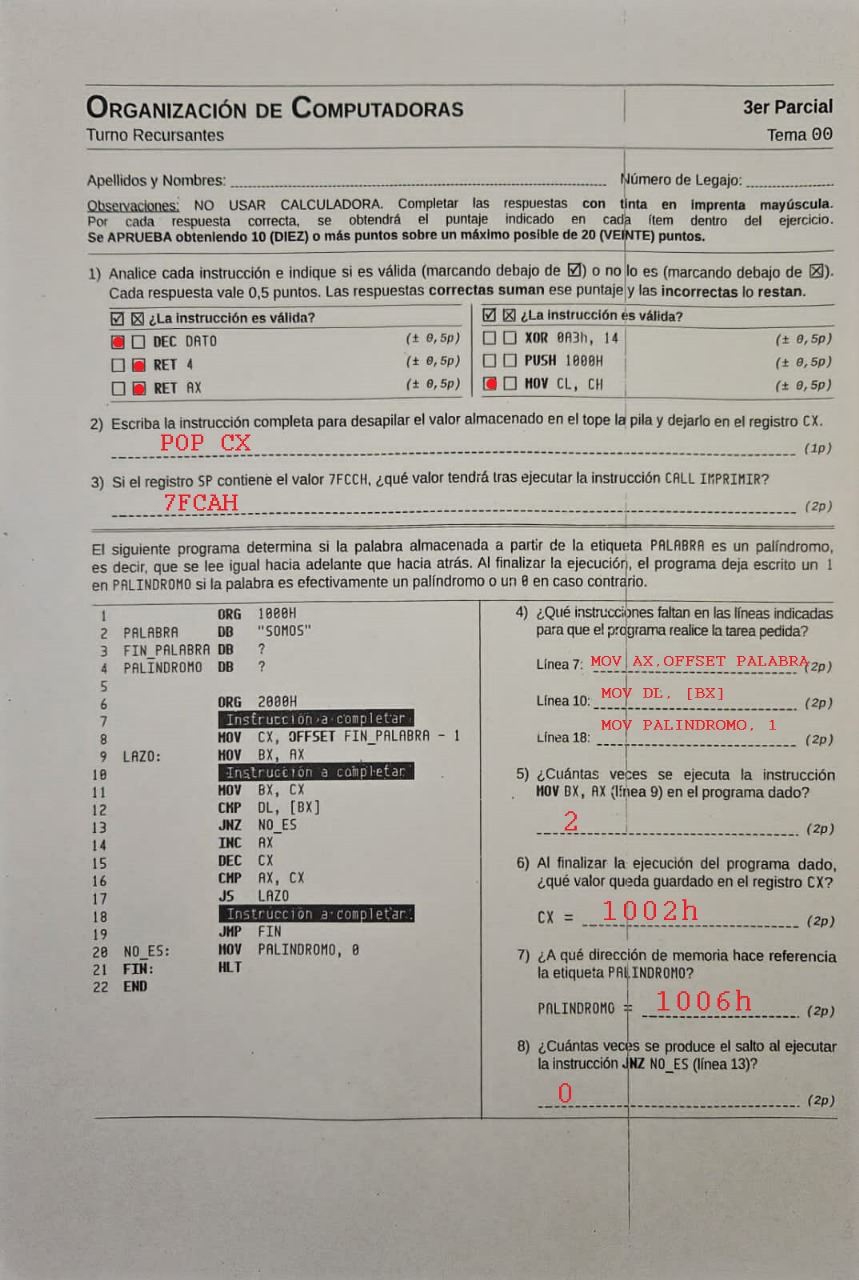 ORGANIZACIÓN DE COMPUTADORAS 3er Parcial
Turno Recursantes Tema 00
Apellidos y Nombres: Número de Legajo:
Observaciones: NO USAR CALCULADORA. Completar las respuestas con tinta en imprenta mayúscula.
Por cada respuesta correcta, se obtendrá el puntaje indicado en cada ítem dentro del ejercicio.
Se APRUEBA obteniendo 10 (DIEZ) o más puntos sobre un máximo posible de 20 (VEINTE) puntos.
1) Analice cada instrucción e indique si es válida (marcando debajo de ☑) o no lo es (marcando debajo de ☒).
Cada respuesta vale 0,5 puntos. Las respuestas correctas suman ese puntaje y las incorrectas lo restan.
☑ ☒ ¿La instrucción es válida?
DEC DATO (± 0,5p)
RET 4 (± 0,5p)
RET AX (± 0,5p)
☑ ☒ ¿La instrucción es válida?
XOR 0A3h, 14 (± 0,5p)
PUSH 1000H (± 0,5p)
MOV CL, CH (± 0,5p)
2) Escriba la instrucción completa para desapilar el valor almacenado en el tope la pila y dejarlo en el registro CX.
POP CX (1p)
3) Si el registro SP contiene el valor 7FCCH, ¿qué valor tendrá tras ejecutar la instrucción CALL IMPRIMIR?
7FCAH (2p)
El siguiente programa determina si la palabra almacenada a partir de la etiqueta PALABRA es un palíndromo,
es decir, que se lee igual hacia adelante que hacia atrás. Al finalizar la ejecución, el programa deja escrito un 1
en PALINDROMO si la palabra es efectivamente un palíndromo o un 0 en caso contrario.
1 ORG 1000H
2 PALABRA DB "SOMOS"
3 FIN_PALABRA DB ?
4 PALINDROMO DB ?
5
6 ORG 2000H
7 Instrucción a completar
8 MOV CX, OFFSET FIN_PALABRA - 1
9 LAZO: MOV BX, AX
10 Instrucción a completar
11 MOV BX, CX
12 CMP DL, [BX]
13 JNZ NO_ES
14 INC AX
15 DEC CX
16 CMP AX, CX
17 JS LAZO
18 Instrucción a completar
19 JMP FIN
20 NO_ES: MOV PALINDROMO, 0
21 FIN: HLT
22 END
4) ¿Qué instrucciones faltan en las líneas indicadas
para que el programa realice la tarea pedida?
Línea 7: MOV AX,OFFSET PALABRA (2p)
Línea 10: MOV DL, [BX] (2p)
Línea 18: MOV PALINDROMO, 1 (2p)
5) ¿Cuántas veces se ejecuta la instrucción
MOV BX, AX (línea 9) en el programa dado?
2 (2p)
6) Al finalizar la ejecución del programa dado,
¿qué valor queda guardado en el registro CX?
CX = 1002h (2p)
7) ¿A qué dirección de memoria hace referencia
la etiqueta PALINDROMO?
PALINDROMO = 1006h (2p)
8) ¿Cuántas veces se produce el salto al ejecutar
la instrucción JNZ NO_ES (línea 13)?
0 (2p)